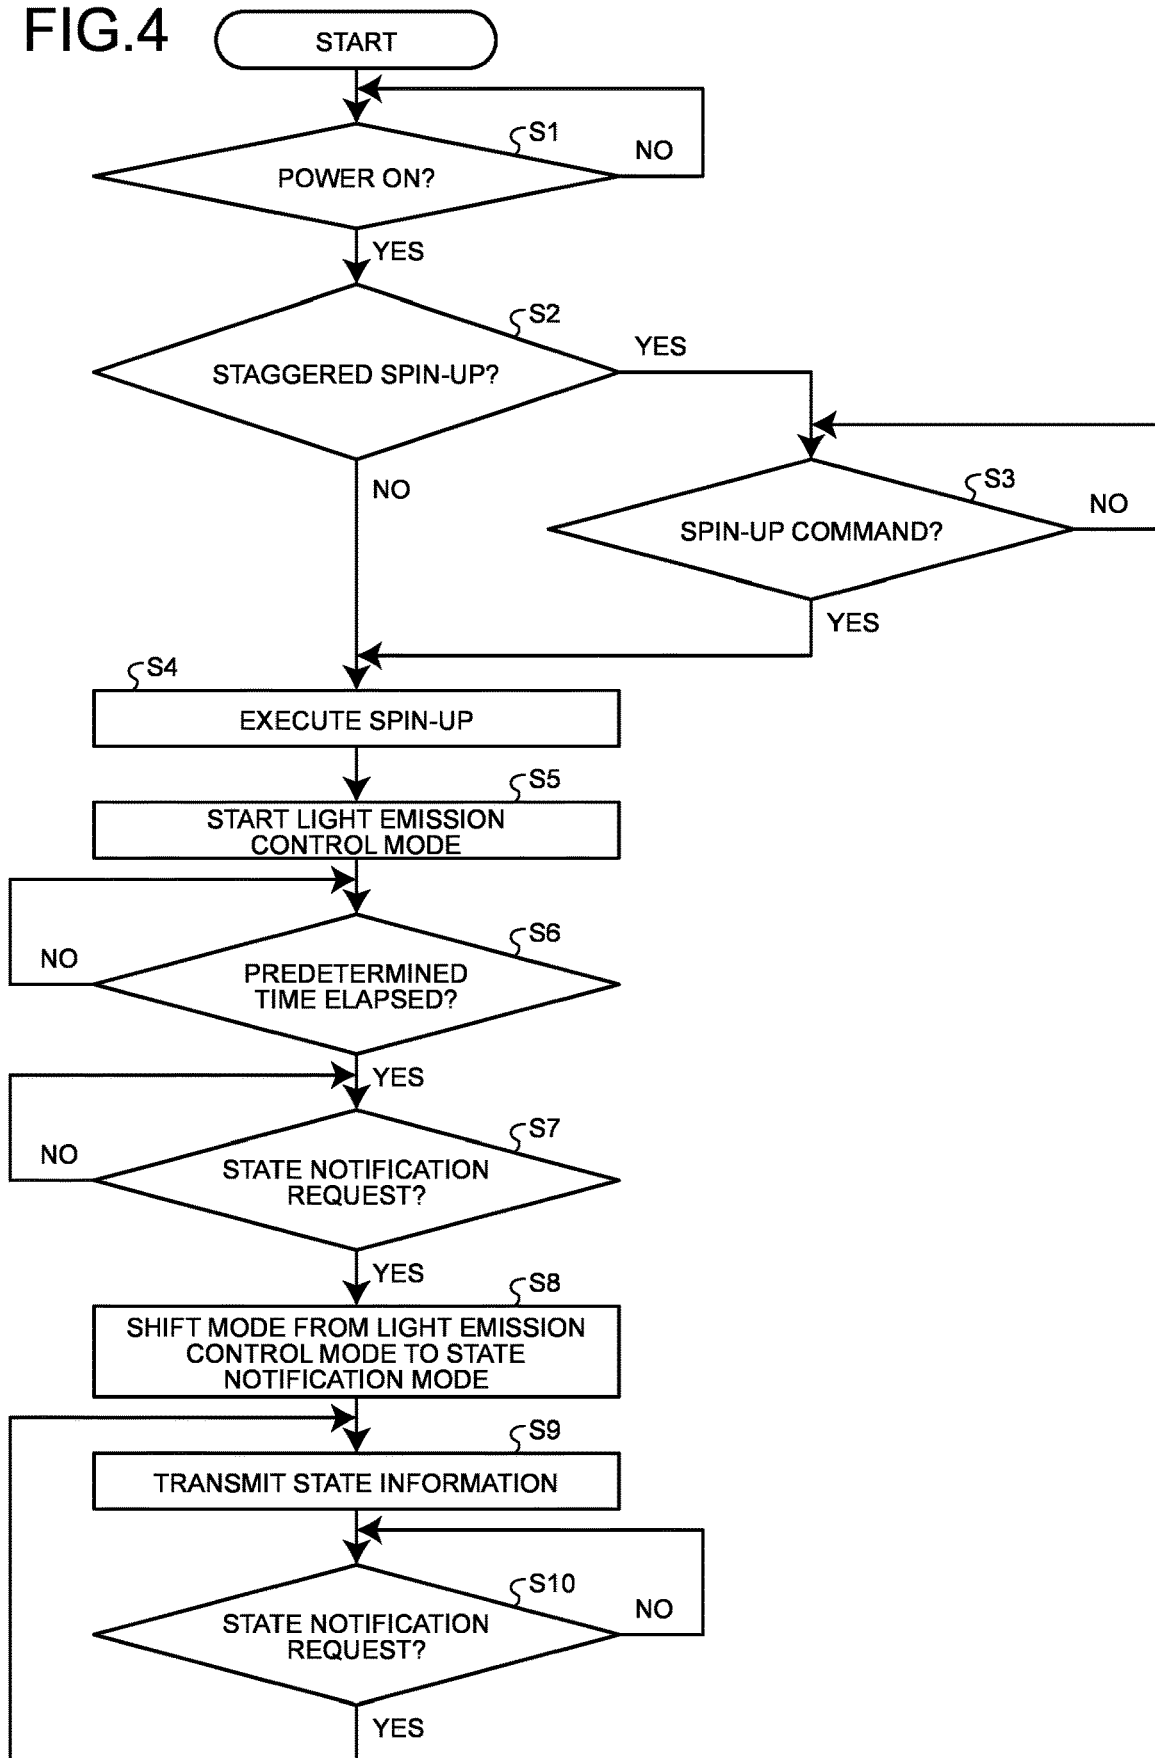 FIG.4
START
S1
NO
POWER ON?
YES
S2
YES
STAGGERED SPIN-UP?
NO
S3
NO
SPIN-UP COMMAND?
YES
S4
EXECUTE SPIN-UP
S5
START LIGHT EMISSION
CONTROL MODE
S6
NO
PREDETERMINED
TIME ELAPSED?
YES
S7
NO
STATE NOTIFICATION
REQUEST?
YES
S8
SHIFT MODE FROM LIGHT EMISSION
CONTROL MODE TO STATE
NOTIFICATION MODE
S9
TRANSMIT STATE INFORMATION
S10
NO
STATE NOTIFICATION
REQUEST?
YES